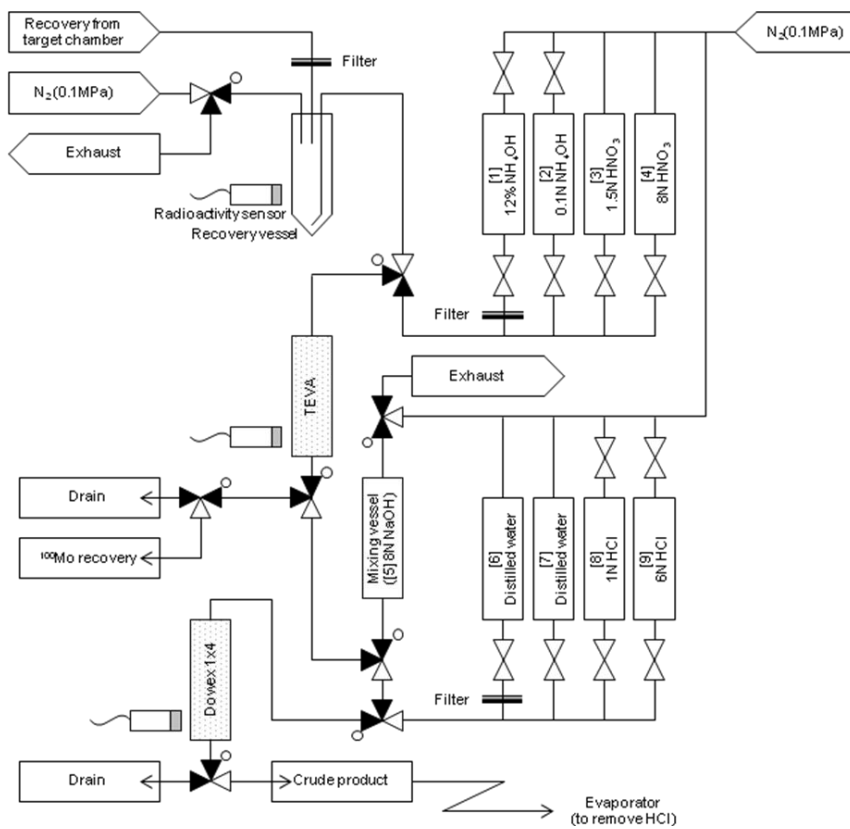 Recovery from
target chamber
N₂(0.1MPa)
Filter
N₂(0.1MPa)
Exhaust
Radioactivity sensor
Recovery vessel
[1]
12% NH₄OH
[2]
0.1N NH₄OH
[3]
1.5N HNO₃
[4]
8N HNO₃
Filter
TEVA
Exhaust
Drain
¹⁰⁰Mo recovery
Mixing vessel
([5] 8N NaOH)
[6]
Distilled water
[7]
Distilled water
[8]
1N HCl
[9]
6N HCl
Dowex 1x4
Filter
Drain
Crude product
Evaporator
(to remove HCl)